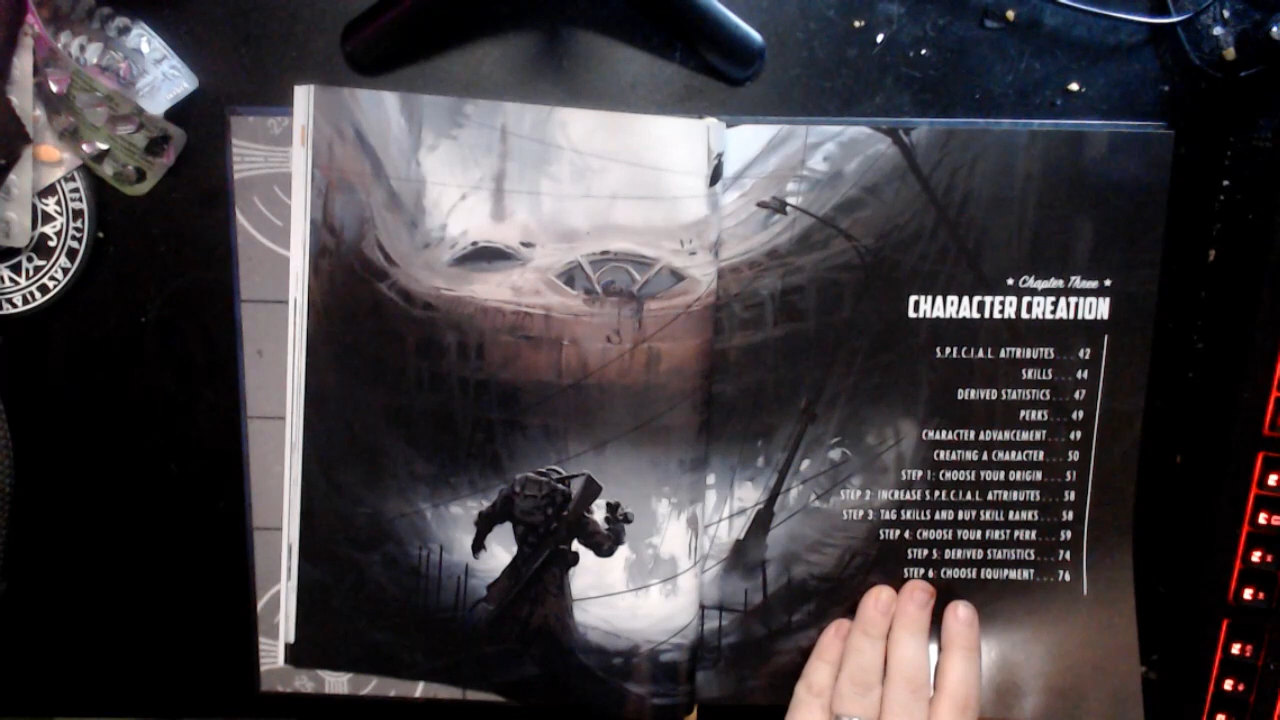 ★ Chapter Three ★
CHARACTER CREATION
S.P.E.C.I.A.L. ATTRIBUTES . . . 42
SKILLS . . . 44
DERIVED STATISTICS . . . 47
PERKS . . . 49
CHARACTER ADVANCEMENT . . . 49
CREATING A CHARACTER . . . 50
STEP 1: CHOOSE YOUR ORIGIN . . . 51
STEP 2: INCREASE S.P.E.C.I.A.L. ATTRIBUTES . . . 58
STEP 3: TAG SKILLS AND BUY SKILL RANKS . . . 58
STEP 4: CHOOSE YOUR FIRST PERK . . . 59
STEP 5: DERIVED STATISTICS . . . 74
STEP 6: CHOOSE EQUIPMENT . . . 76